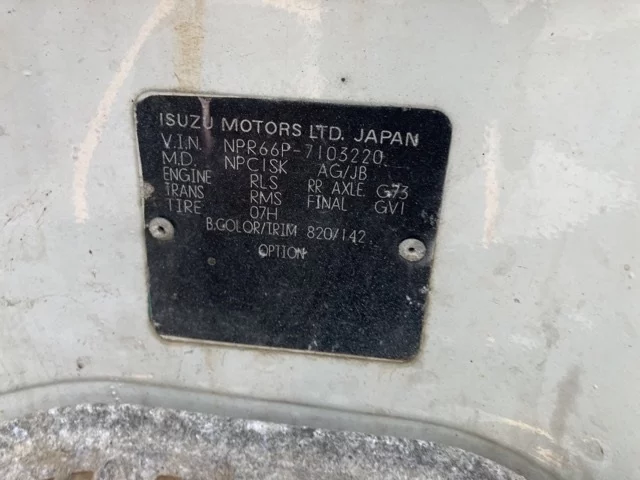 ISUZU MOTORS LTD. JAPAN
V.I.N. NPR66P-7103220
M.D. NPC1SK AG/JB
ENGINE RLS RR AXLE G73
TRANS RMS FINAL GV1
TIRE 07H
B.COLOR/TRIM 820/142
OPTION